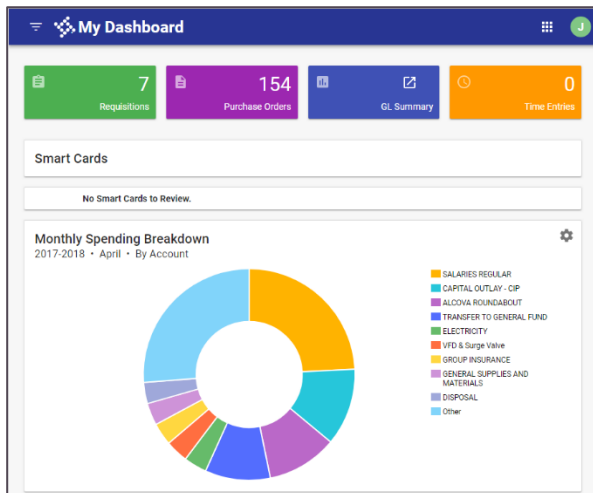 My Dashboard
J
7
Requisitions
154
Purchase Orders
GL Summary
0
Time Entries
Smart Cards
No Smart Cards to Review.
Monthly Spending Breakdown
2017-2018 • April • By Account
SALARIES REGULAR
CAPITAL OUTLAY - CIP
ALCOVA ROUNDABOUT
TRANSFER TO GENERAL FUND
ELECTRICITY
VFD & Surge Valve
GROUP INSURANCE
GENERAL SUPPLIES AND
MATERIALS
DISPOSAL
Other